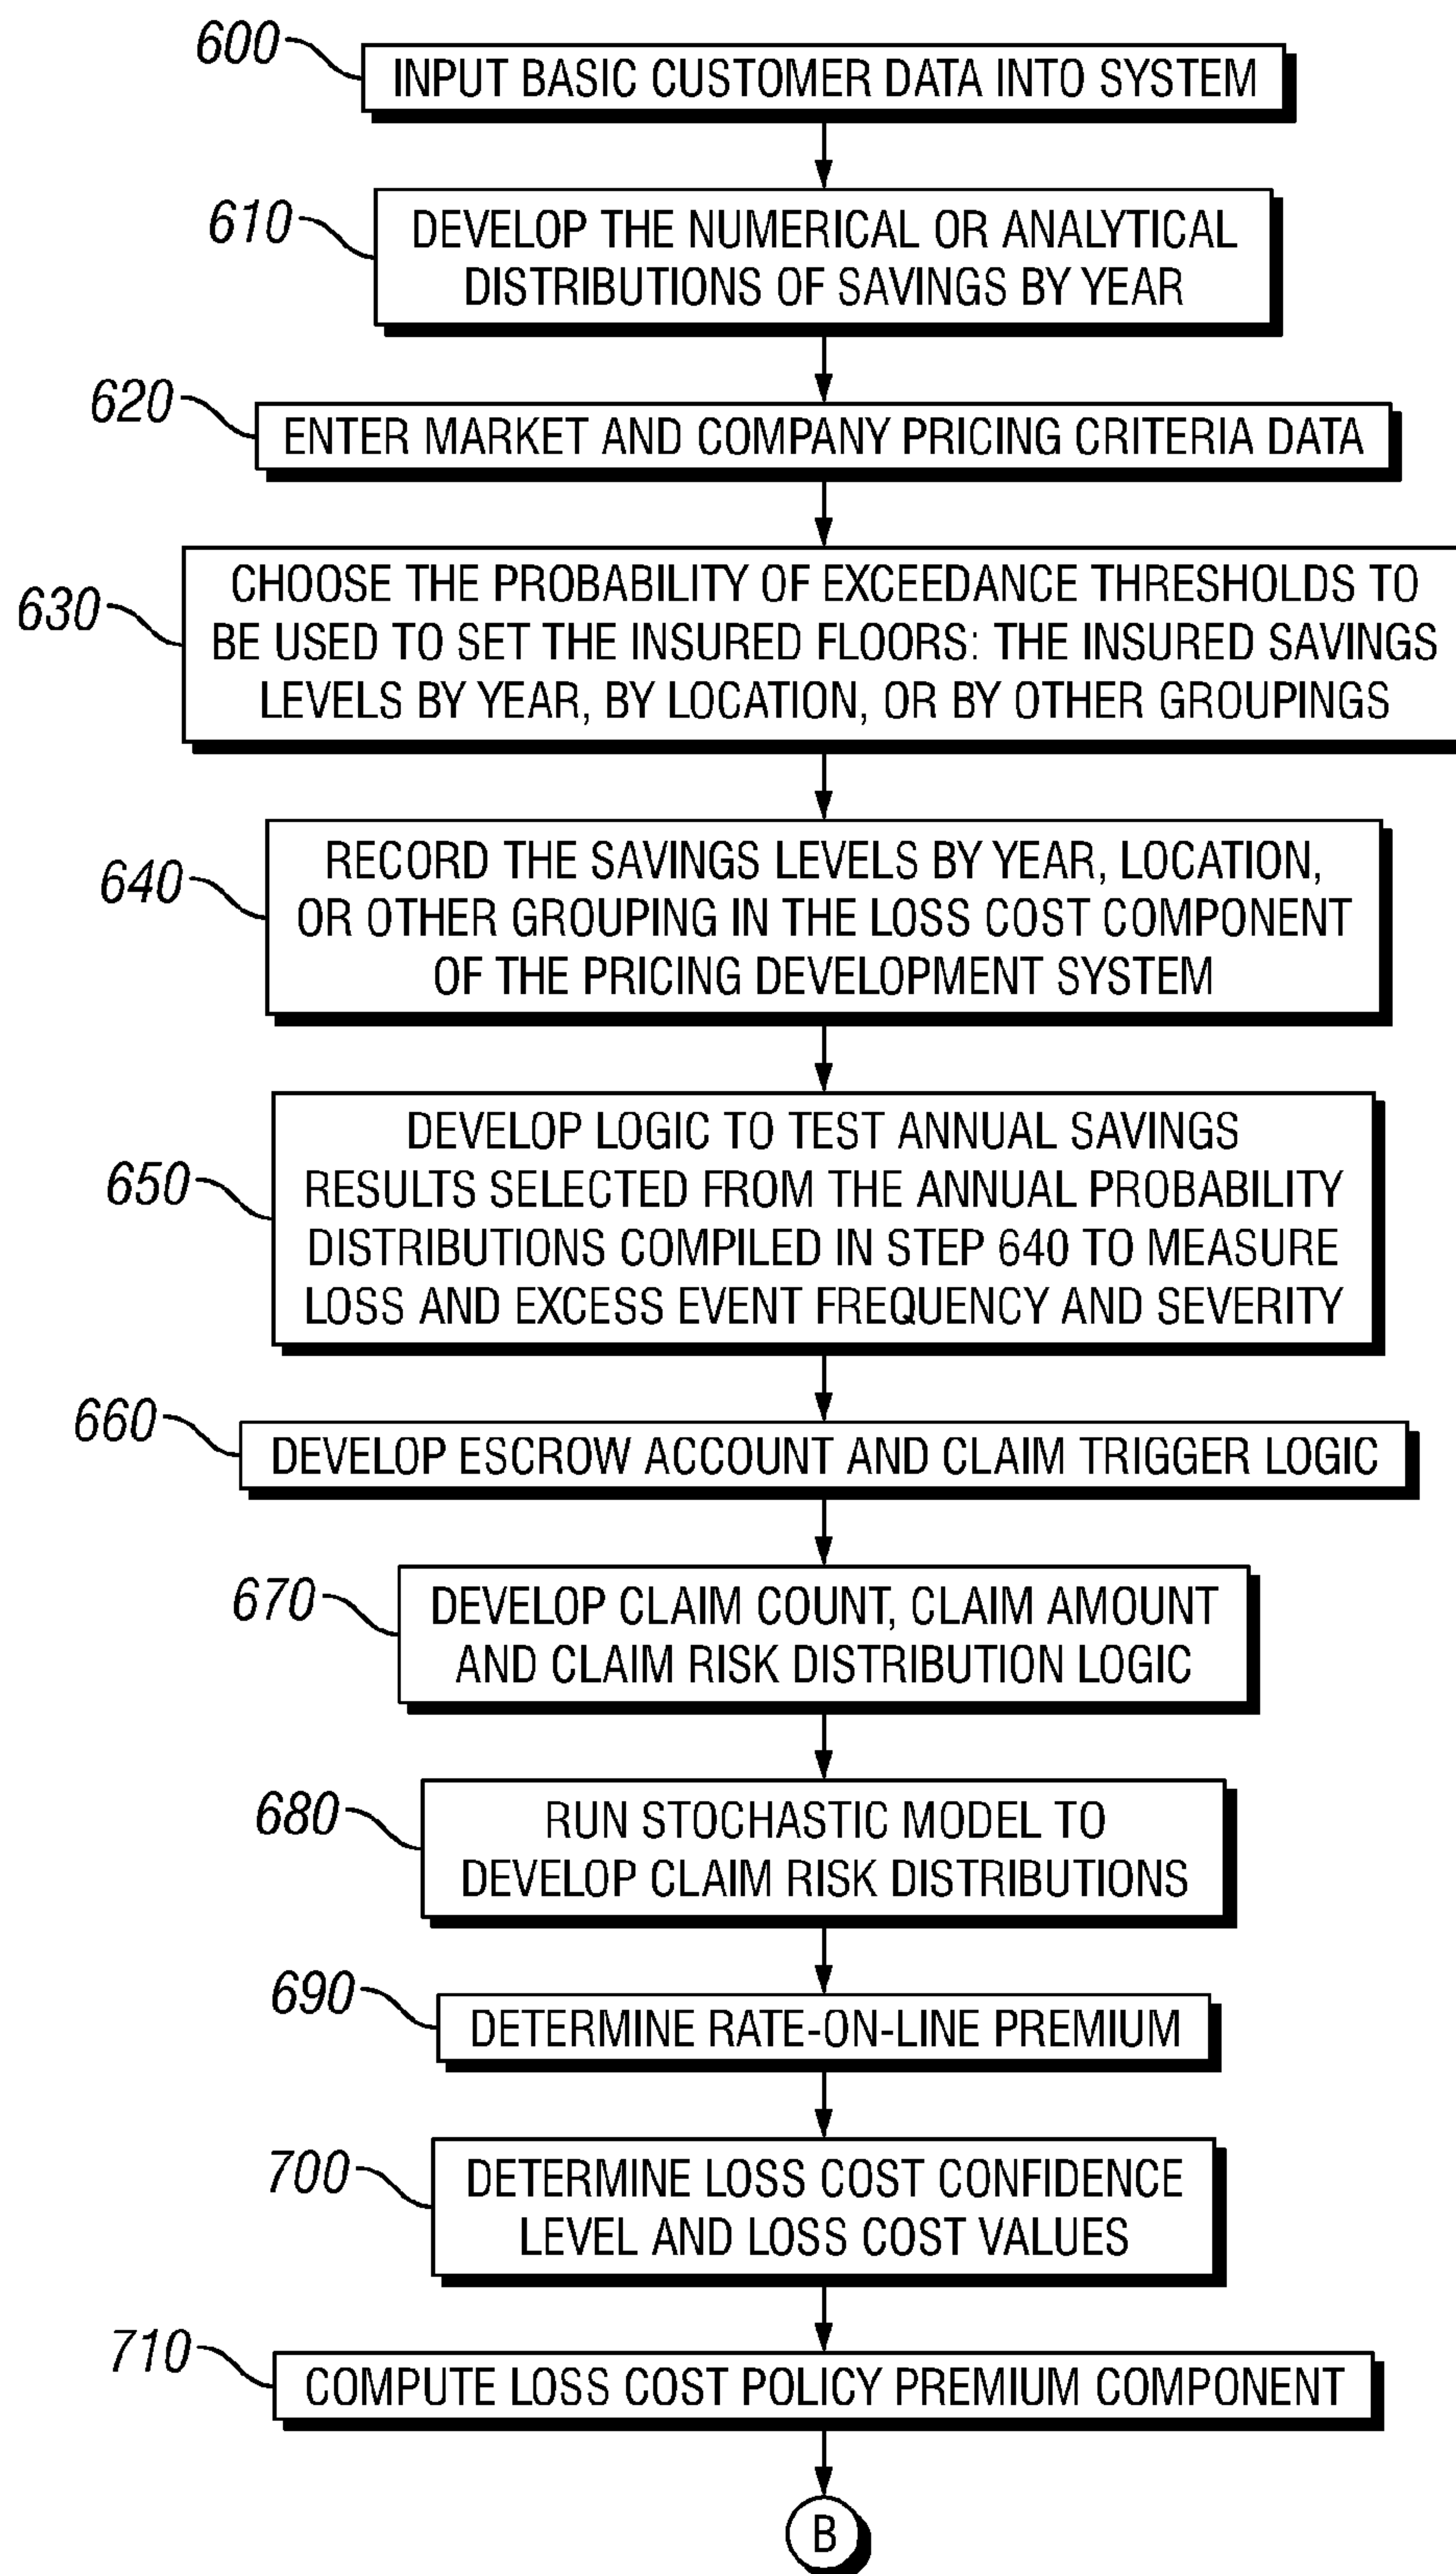 600
INPUT BASIC CUSTOMER DATA INTO SYSTEM
610
DEVELOP THE NUMERICAL OR ANALYTICAL
DISTRIBUTIONS OF SAVINGS BY YEAR
620
ENTER MARKET AND COMPANY PRICING CRITERIA DATA
630
CHOOSE THE PROBABILITY OF EXCEEDANCE THRESHOLDS TO
BE USED TO SET THE INSURED FLOORS: THE INSURED SAVINGS
LEVELS BY YEAR, BY LOCATION, OR BY OTHER GROUPINGS
640
RECORD THE SAVINGS LEVELS BY YEAR, LOCATION,
OR OTHER GROUPING IN THE LOSS COST COMPONENT
OF THE PRICING DEVELOPMENT SYSTEM
650
DEVELOP LOGIC TO TEST ANNUAL SAVINGS
RESULTS SELECTED FROM THE ANNUAL PROBABILITY
DISTRIBUTIONS COMPILED IN STEP 640 TO MEASURE
LOSS AND EXCESS EVENT FREQUENCY AND SEVERITY
660
DEVELOP ESCROW ACCOUNT AND CLAIM TRIGGER LOGIC
670
DEVELOP CLAIM COUNT, CLAIM AMOUNT
AND CLAIM RISK DISTRIBUTION LOGIC
680
RUN STOCHASTIC MODEL TO
DEVELOP CLAIM RISK DISTRIBUTIONS
690
DETERMINE RATE-ON-LINE PREMIUM
700
DETERMINE LOSS COST CONFIDENCE
LEVEL AND LOSS COST VALUES
710
COMPUTE LOSS COST POLICY PREMIUM COMPONENT
B